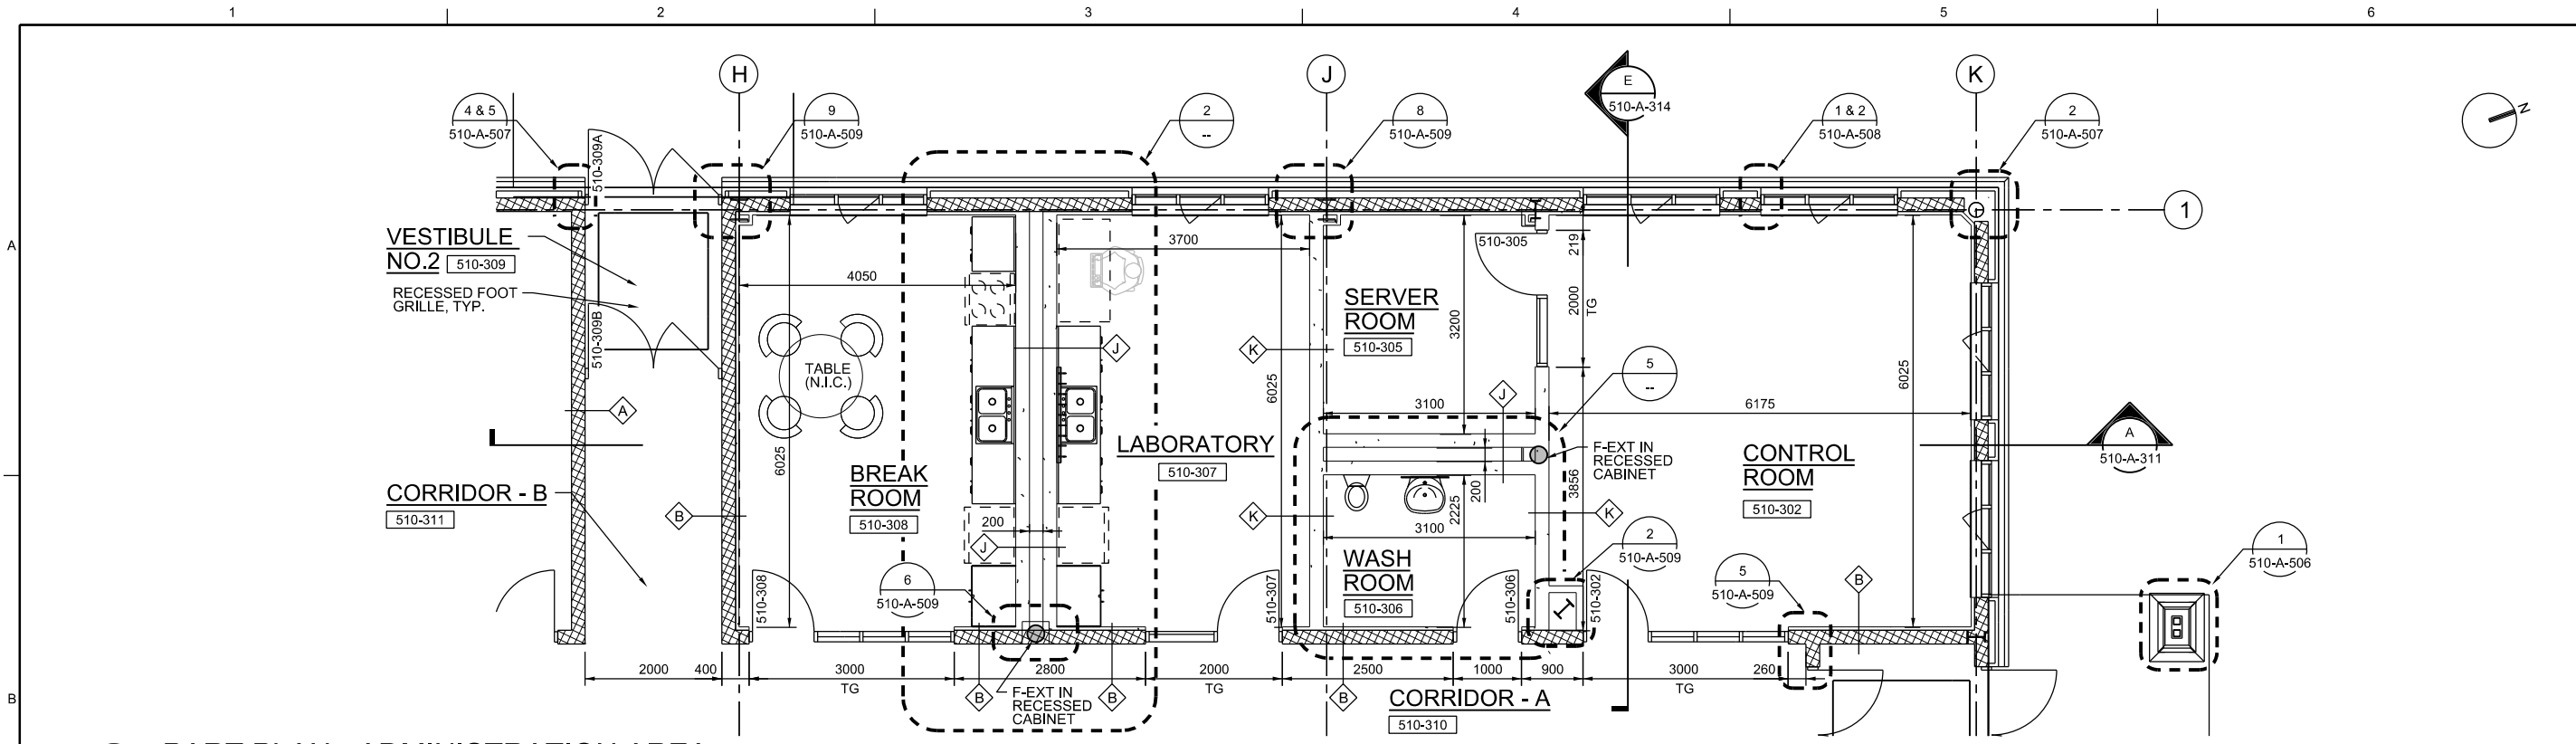 1 2 3 4 5 6
H J K
4 & 5
510-A-507
9
510-A-509
2
--
8
510-A-509
E
510-A-314
1 & 2
510-A-508
2
510-A-507
N
1
A
B
510-309A
510-309B
VESTIBULE
NO.2 510-309
RECESSED FOOT
GRILLE, TYP.
CORRIDOR - B
510-311
A
B
4050
TABLE
(N.I.C.)
6025
BREAK
ROOM
510-308
510-308
200
J
J
6
510-A-509
3700
LABORATORY
510-307
6025
510-307
K
K
SERVER
ROOM
510-305
510-305
3200
3100
J
219
2000
TG
5
--
F-EXT IN
RECESSED
CABINET
3856
200
2225
3100
K
WASH
ROOM
510-306
510-306
2
510-A-509
510-302
6175
6025
CONTROL
ROOM
510-302
5
510-A-509
B
A
510-A-311
1
510-A-506
2000 400 3000 2800 2000 2500 1000 900 3000 260
TG TG TG
B B B
F-EXT IN
RECESSED
CABINET
CORRIDOR - A
510-310
PART PLAN - ADMINISTRATION AREA